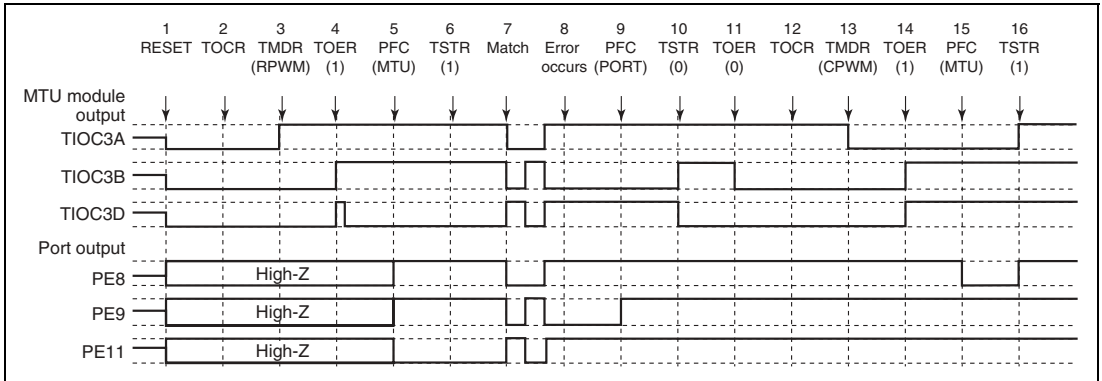 1 2 3 4 5 6 7 8 9 10 11 12 13 14 15 16
RESET TOCR TMDR TOER PFC TSTR Match Error PFC TSTR TOER TOCR TMDR TOER PFC TSTR
(RPWM) (1) (MTU) (1) occurs (PORT) (0) (0) (CPWM) (1) (MTU) (1)
MTU module
output
TIOC3A
TIOC3B
TIOC3D
Port output
PE8 High-Z
PE9 High-Z
PE11 High-Z